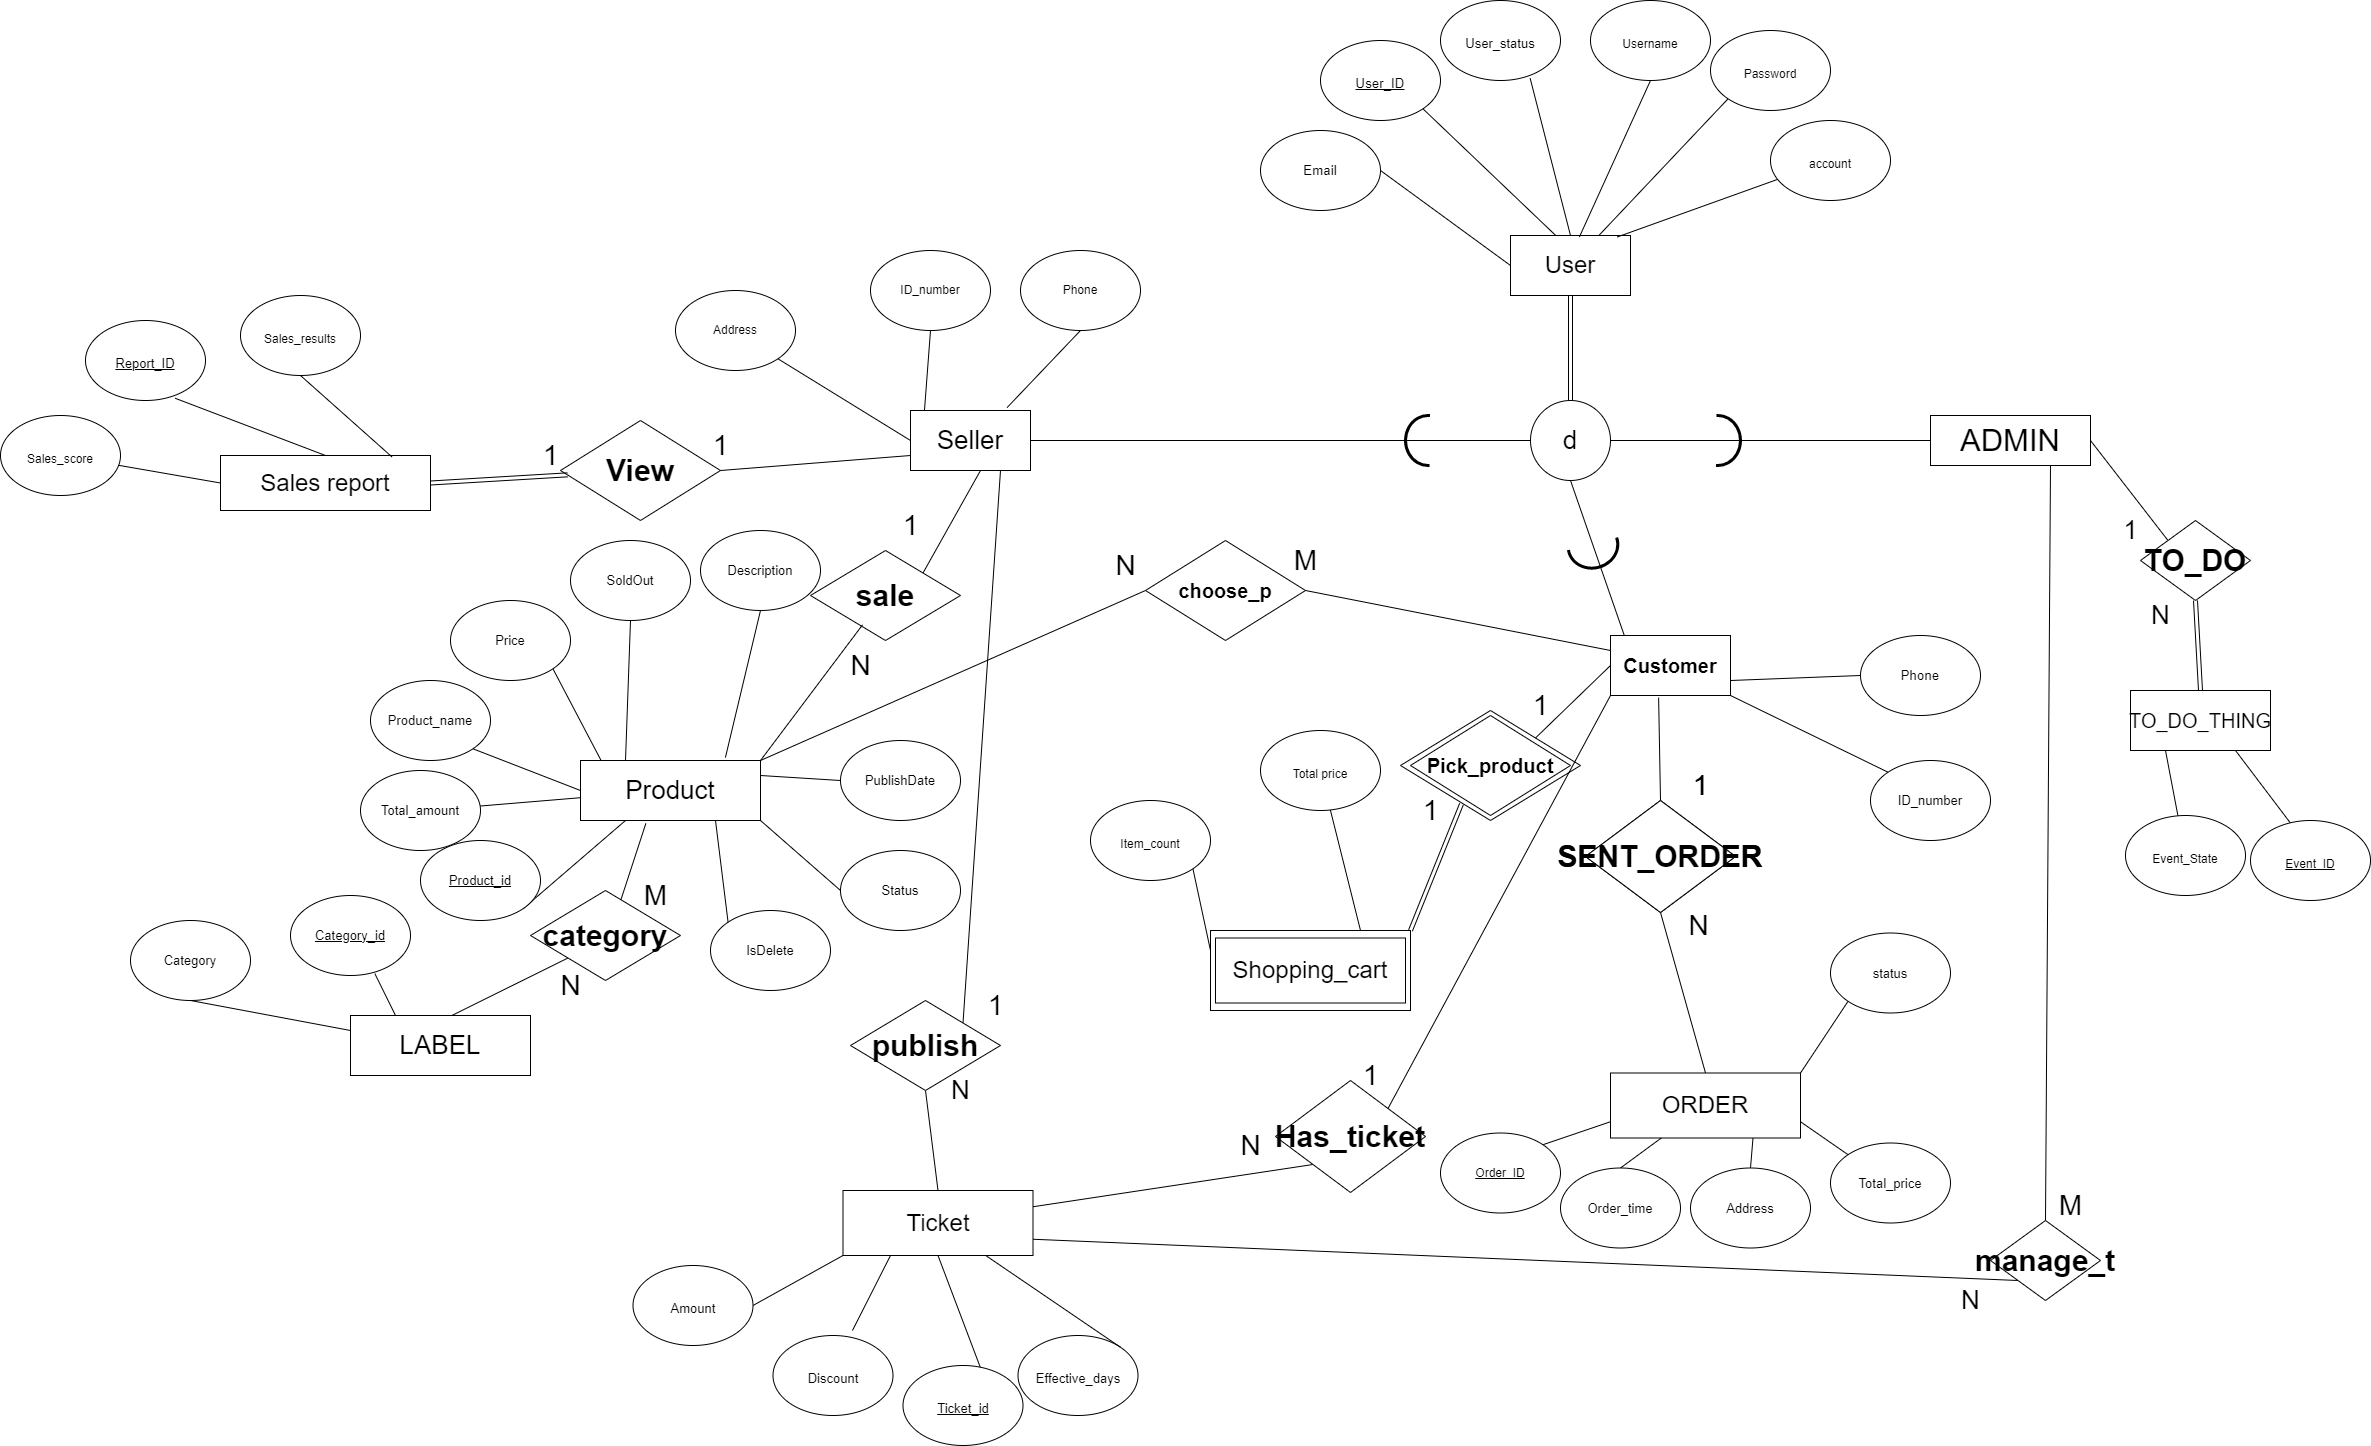 User_status
Username
User_ID
Password
Email
account
User
ID_number
Phone
Address
Sales_results
Report_ID
Sales_score
Sales report
1
View
1
Seller
d
ADMIN
1
TO_DO
N
TO_DO_THING
Event_State
Event_ID
1
sale
N
SoldOut
Description
Price
Product_name
Total_amount
Product_id
Product
PublishDate
Status
IsDelete
M
category
N
Category_id
Category
LABEL
N
choose_p
M
Customer
Phone
ID_number
1
Pick_product
1
Total price
Item_count
Shopping_cart
1
SENT_ORDER
N
status
ORDER
Order_ID
Order_time
Address
Total_price
1
publish
N
1
Has_ticket
N
Ticket
Amount
Discount
Ticket_id
Effective_days
M
manage_t
N